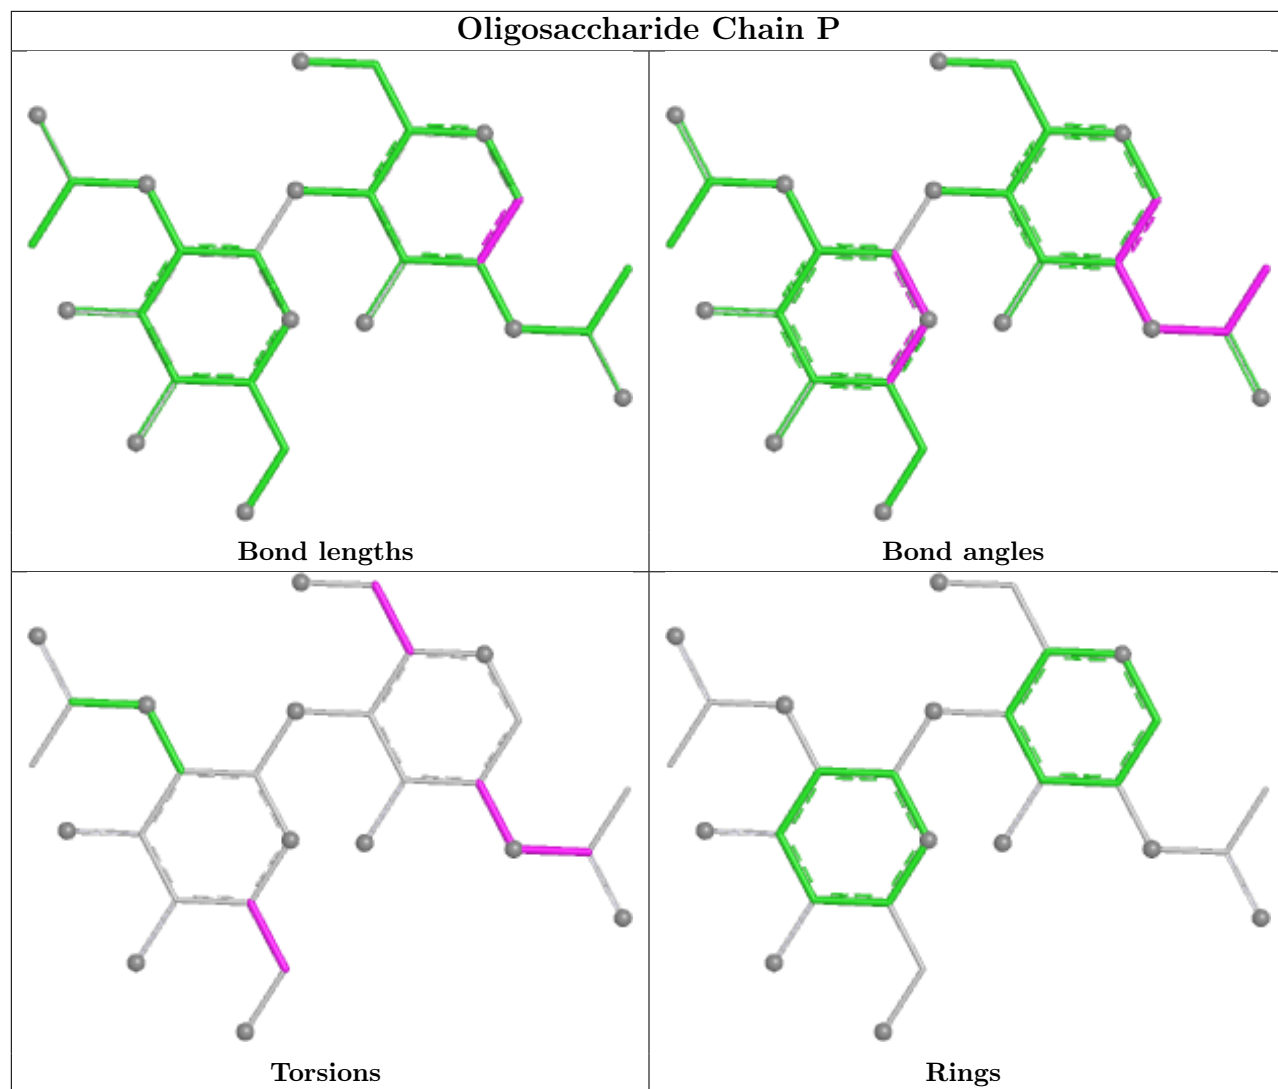 Oligosaccharide Chain P
Bond lengths
Bond angles
Torsions
Rings